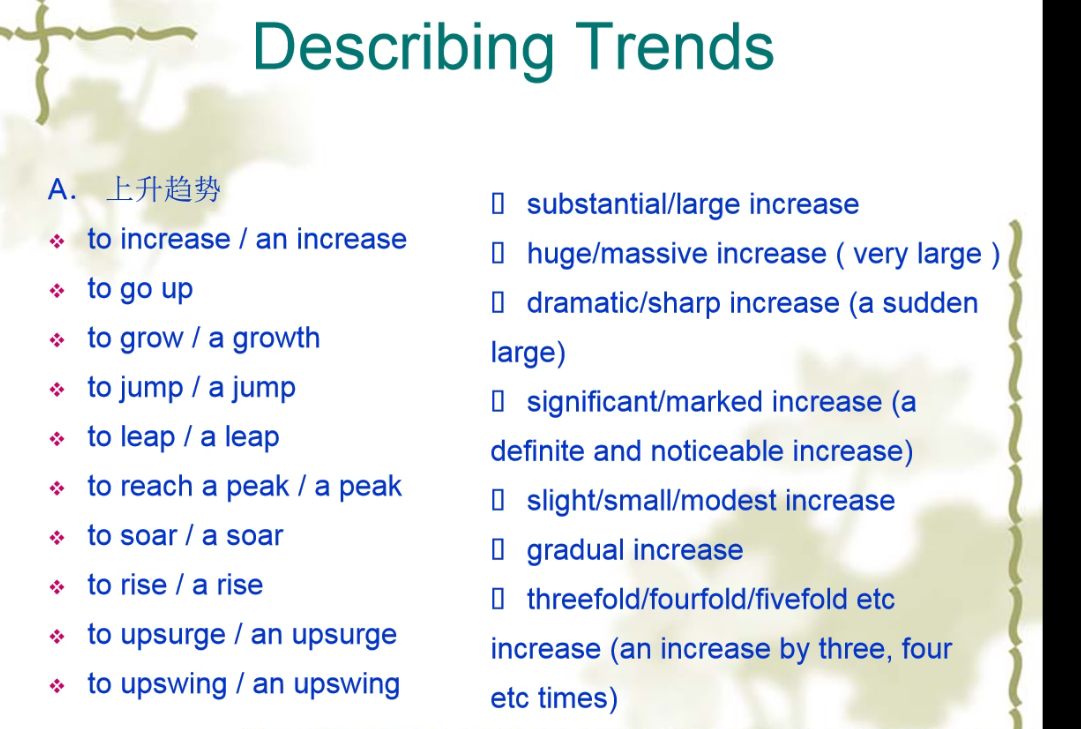 Describing Trends
A. 上升趋势
to increase / an increase
to go up
to grow / a growth
to jump / a jump
to leap / a leap
to reach a peak / a peak
to soar / a soar
to rise / a rise
to upsurge / an upsurge
to upswing / an upswing
substantial/large increase
huge/massive increase ( very large )
dramatic/sharp increase (a sudden
large)
significant/marked increase (a
definite and noticeable increase)
slight/small/modest increase
gradual increase
threefold/fourfold/fivefold etc
increase (an increase by three, four
etc times)